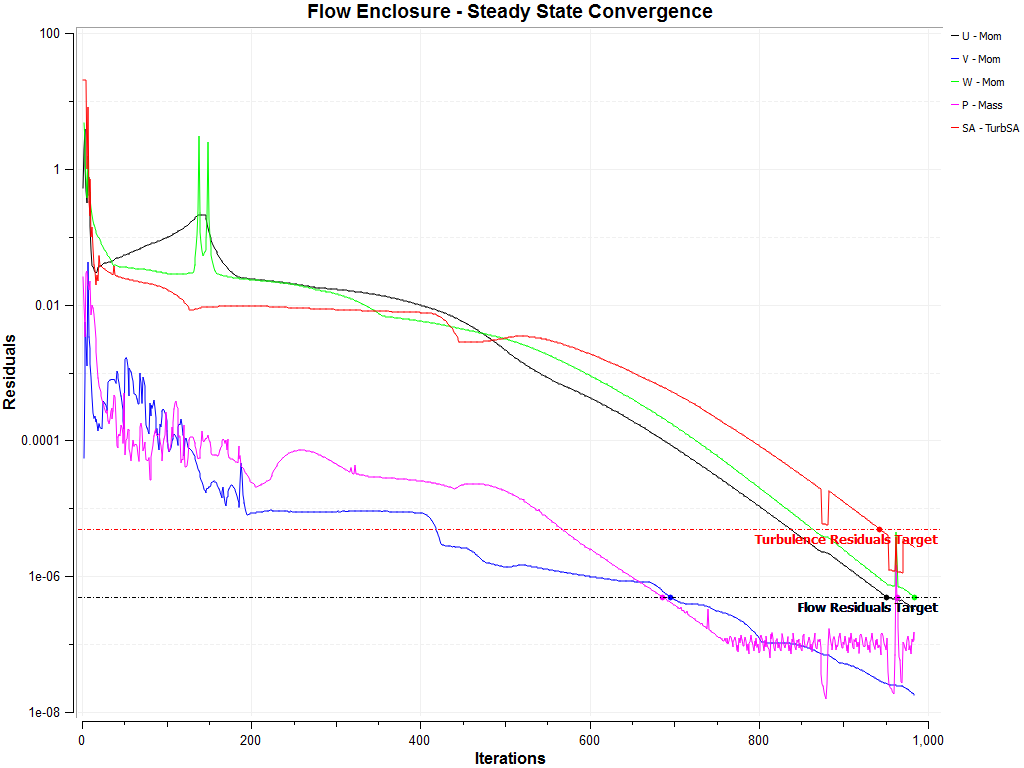 Flow Enclosure - Steady State Convergence
100
1
0.01
0.0001
1e-06
1e-08
Residuals
0
200
400
600
800
1,000
Iterations
U - Mom
V - Mom
W - Mom
P - Mass
SA - TurbSA
Turbulence Residuals Target
Flow Residuals Target